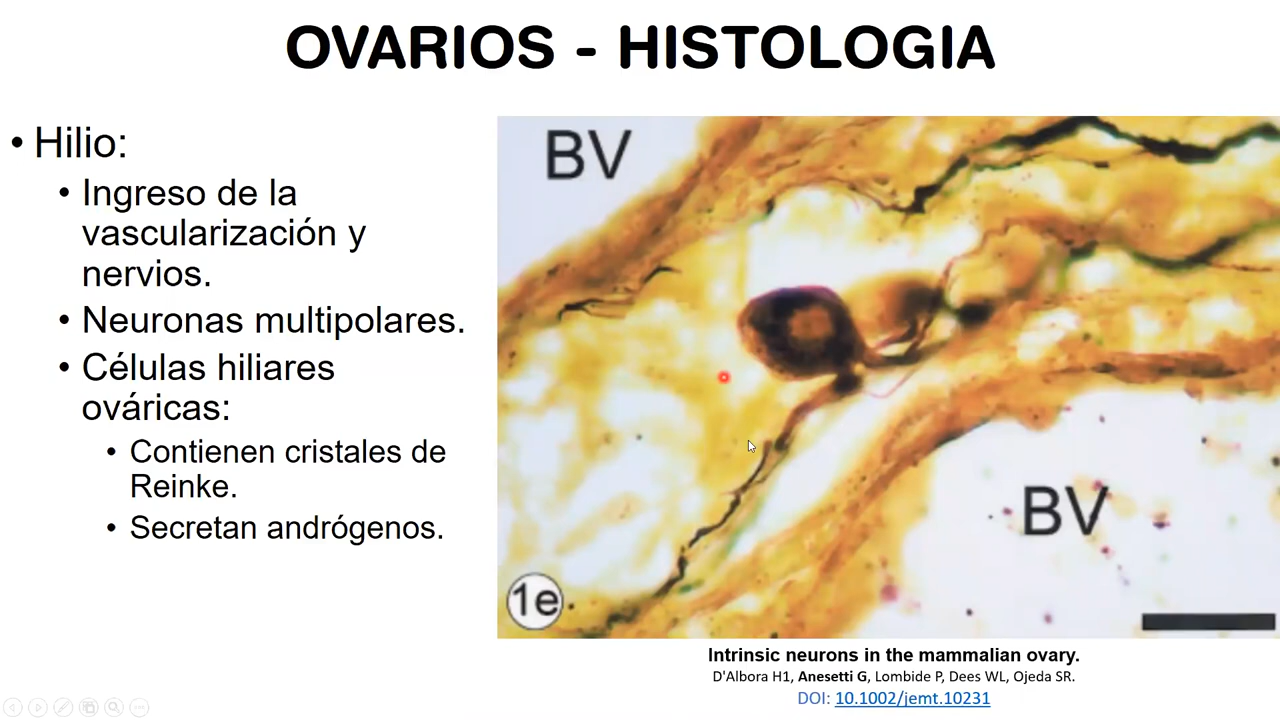 OVARIOS - HISTOLOGIA
• Hilio:
• Ingreso de la
vascularización y
nervios.
• Neuronas multipolares.
• Células hiliares
ováricas:
• Contienen cristales de
Reinke.
• Secretan andrógenos.
BV
BV
1e
Intrinsic neurons in the mammalian ovary.
D'Albora H1, Anesetti G, Lombide P, Dees WL, Ojeda SR.
DOI: 10.1002/jemt.10231